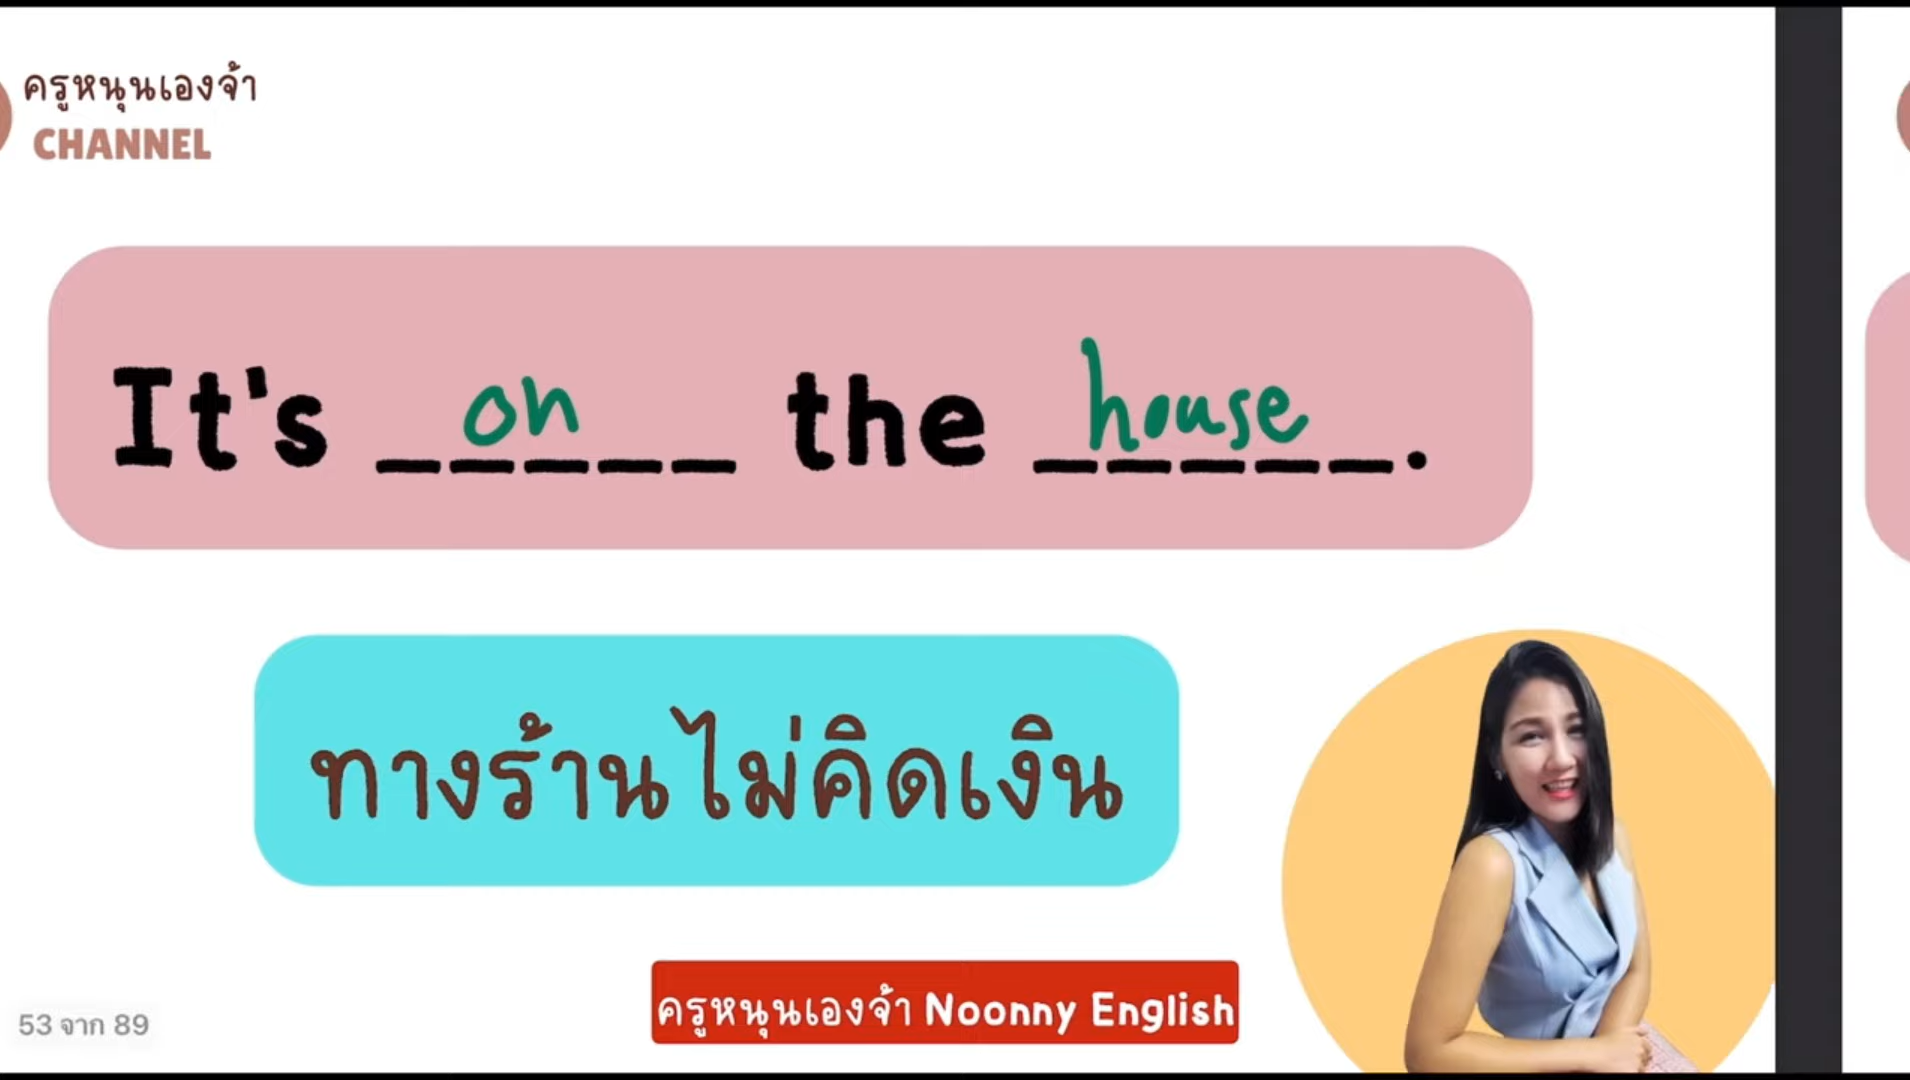 ครูหนุนเองจ้า
CHANNEL
It's on the house.
ทางร้านไม่คิดเงิน
ครูหนุนเองจ้า Noonny English
53 จาก 89